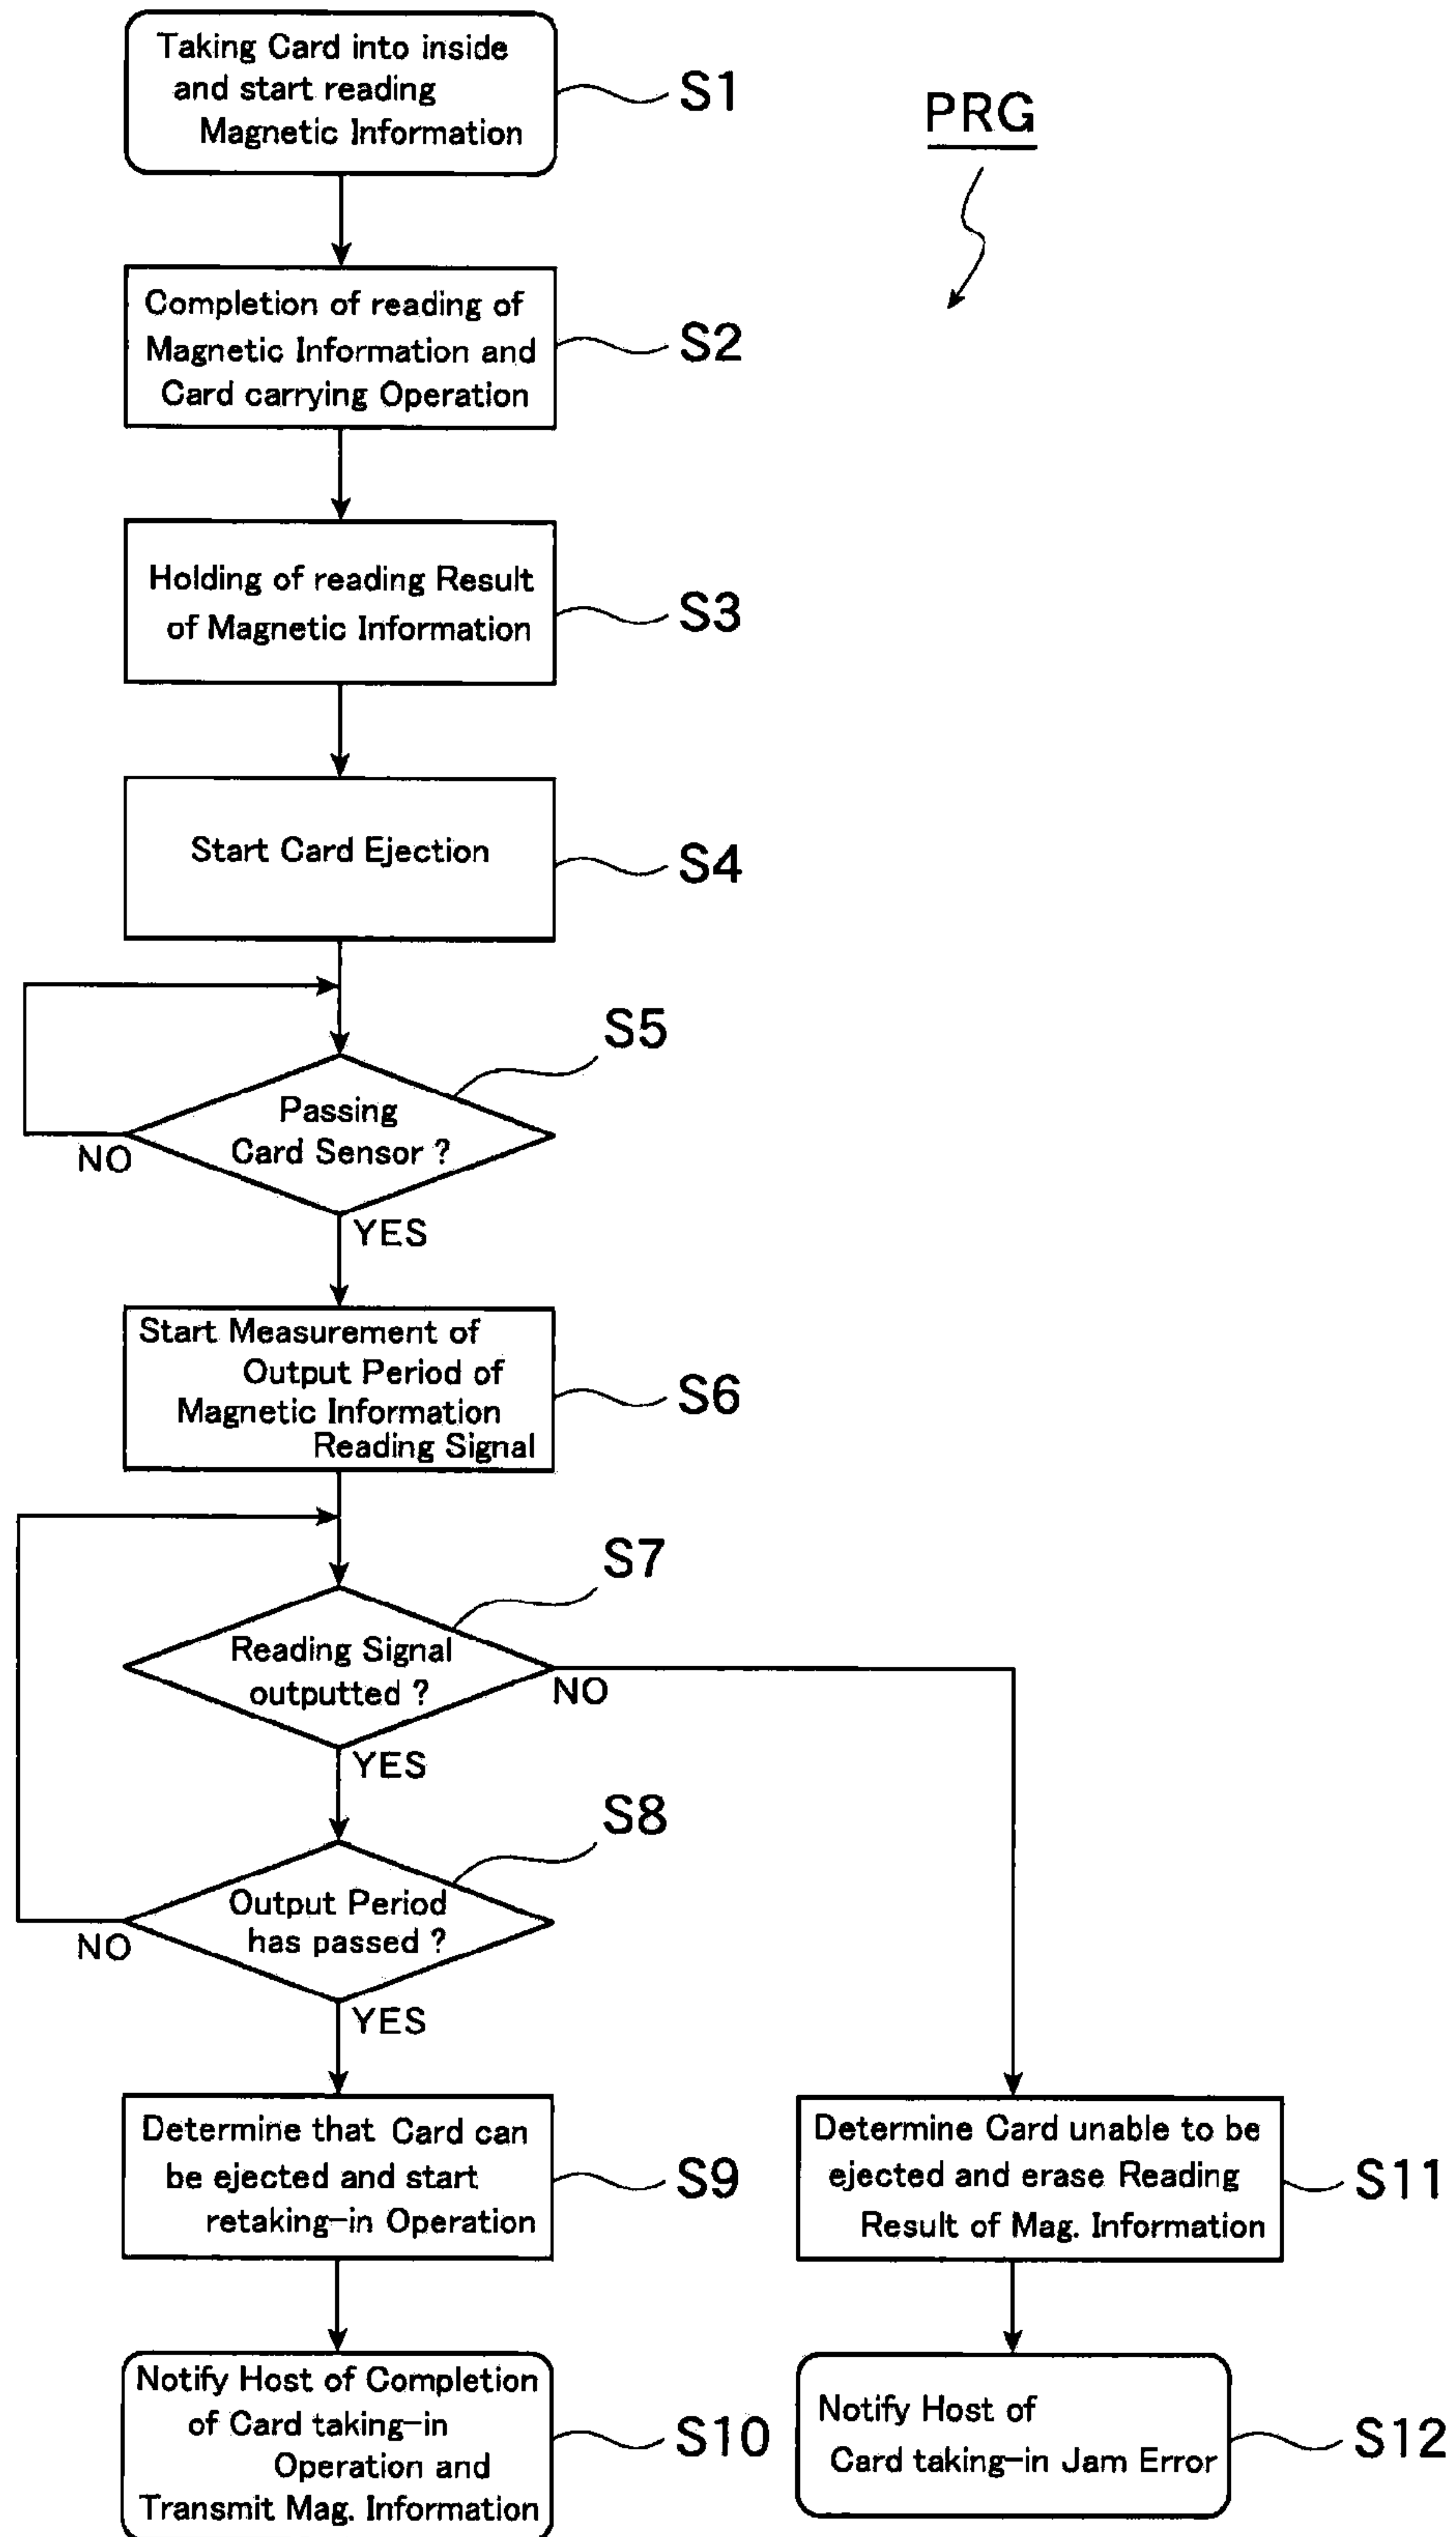 Taking Card into inside
and start reading
Magnetic Information
S1
PRG
Completion of reading of
Magnetic Information and
Card carrying Operation
S2
Holding of reading Result
of Magnetic Information
S3
Start Card Ejection
S4
S5
Passing
Card Sensor ?
NO
YES
Start Measurement of
Output Period of
Magnetic Information
Reading Signal
S6
S7
Reading Signal
outputted ?
NO
YES
S8
Output Period
has passed ?
NO
YES
Determine that Card can
be ejected and start
retaking-in Operation
S9
Determine Card unable to be
ejected and erase Reading
Result of Mag. Information
S11
Notify Host of Completion
of Card taking-in
Operation and
Transmit Mag. Information
S10
Notify Host of
Card taking-in Jam Error
S12